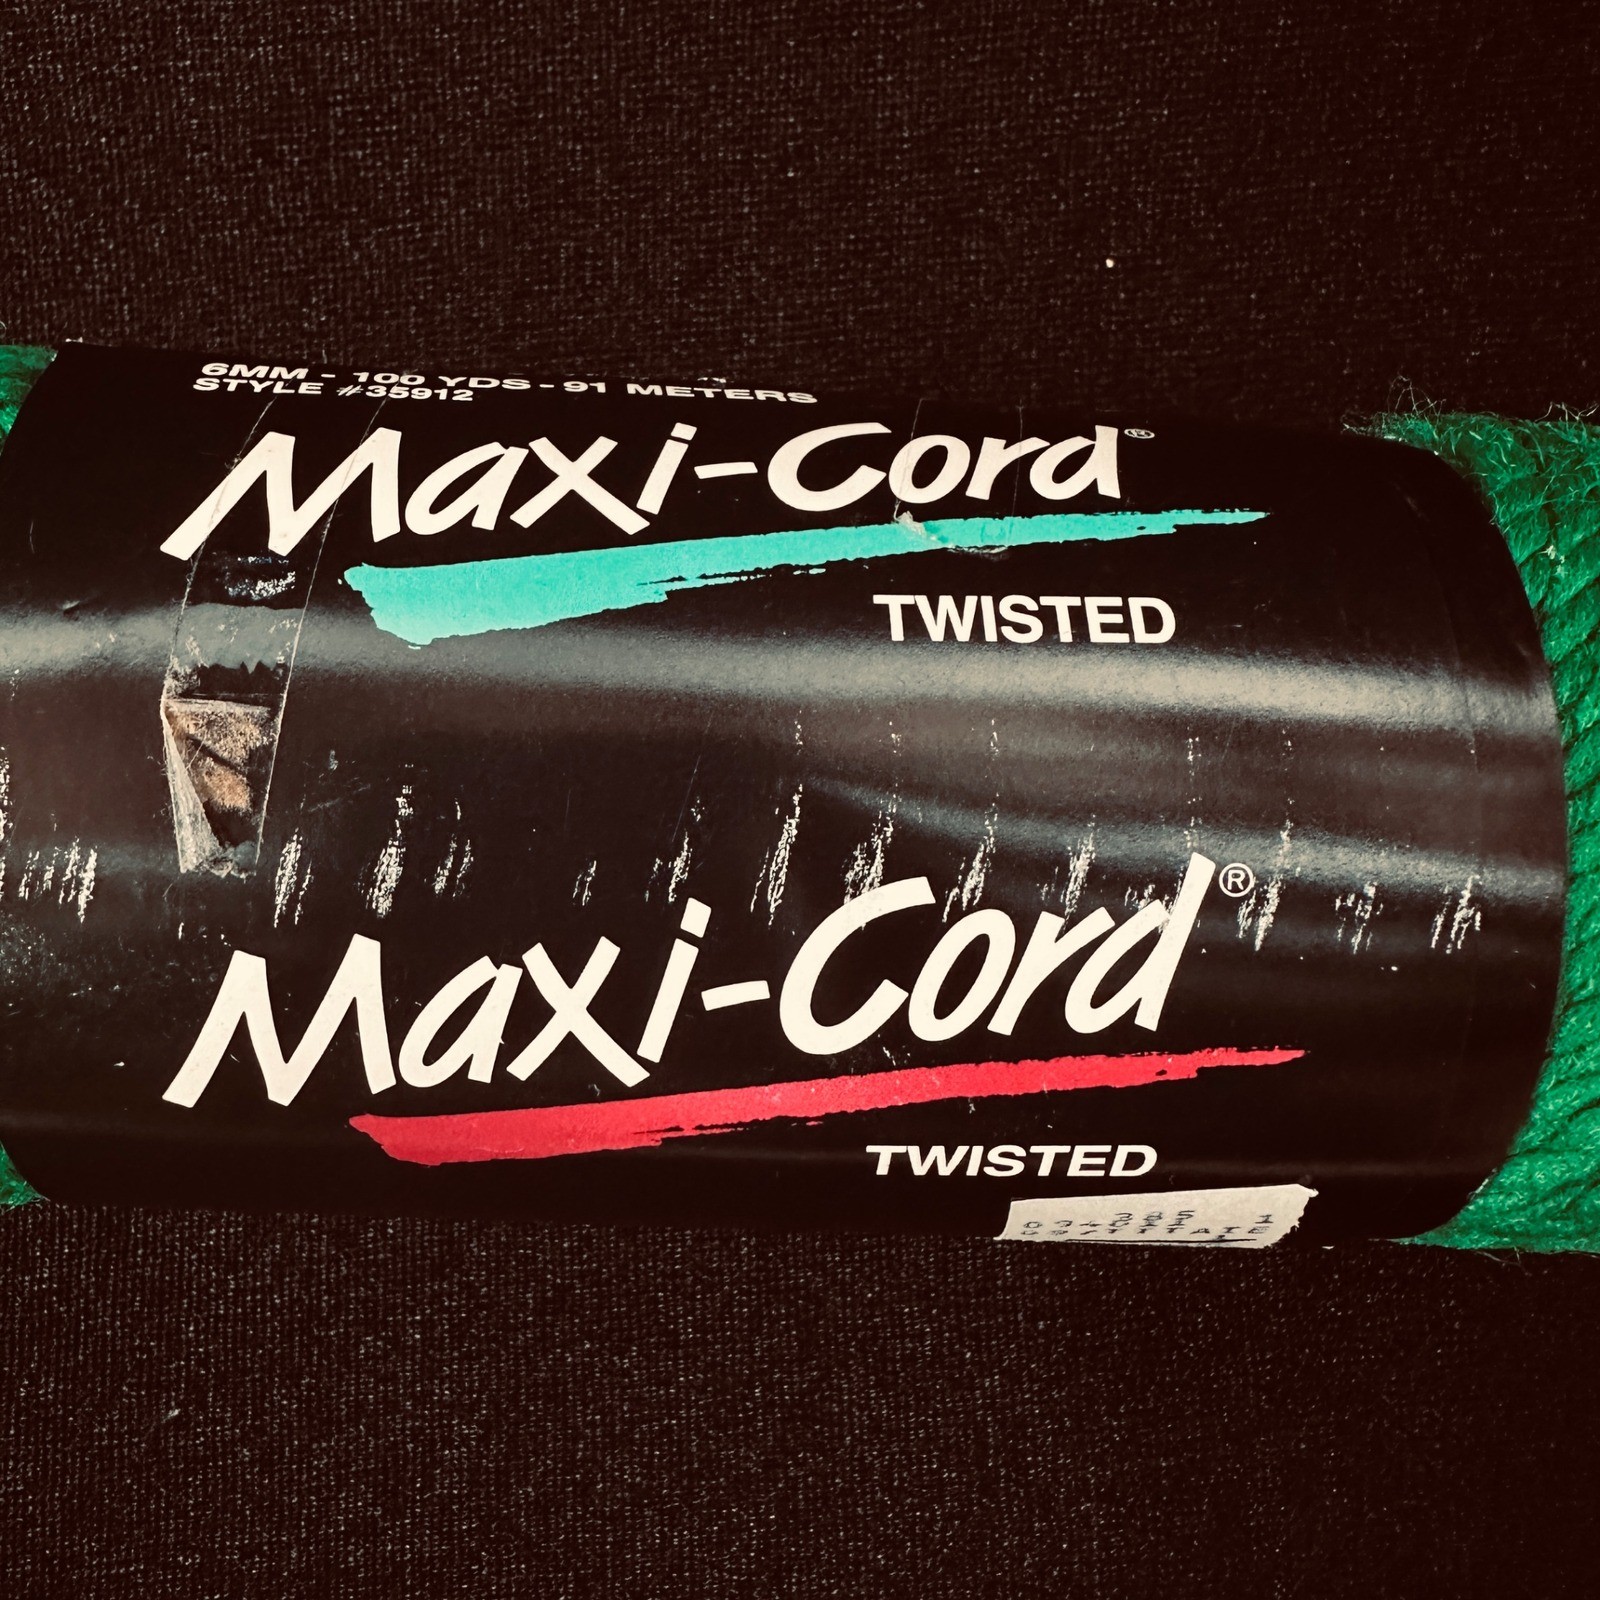 6MM - 100 YDS - 91 METERS
STYLE #35912
Maxi-Cord®
TWISTED
Maxi-Cord®
TWISTED